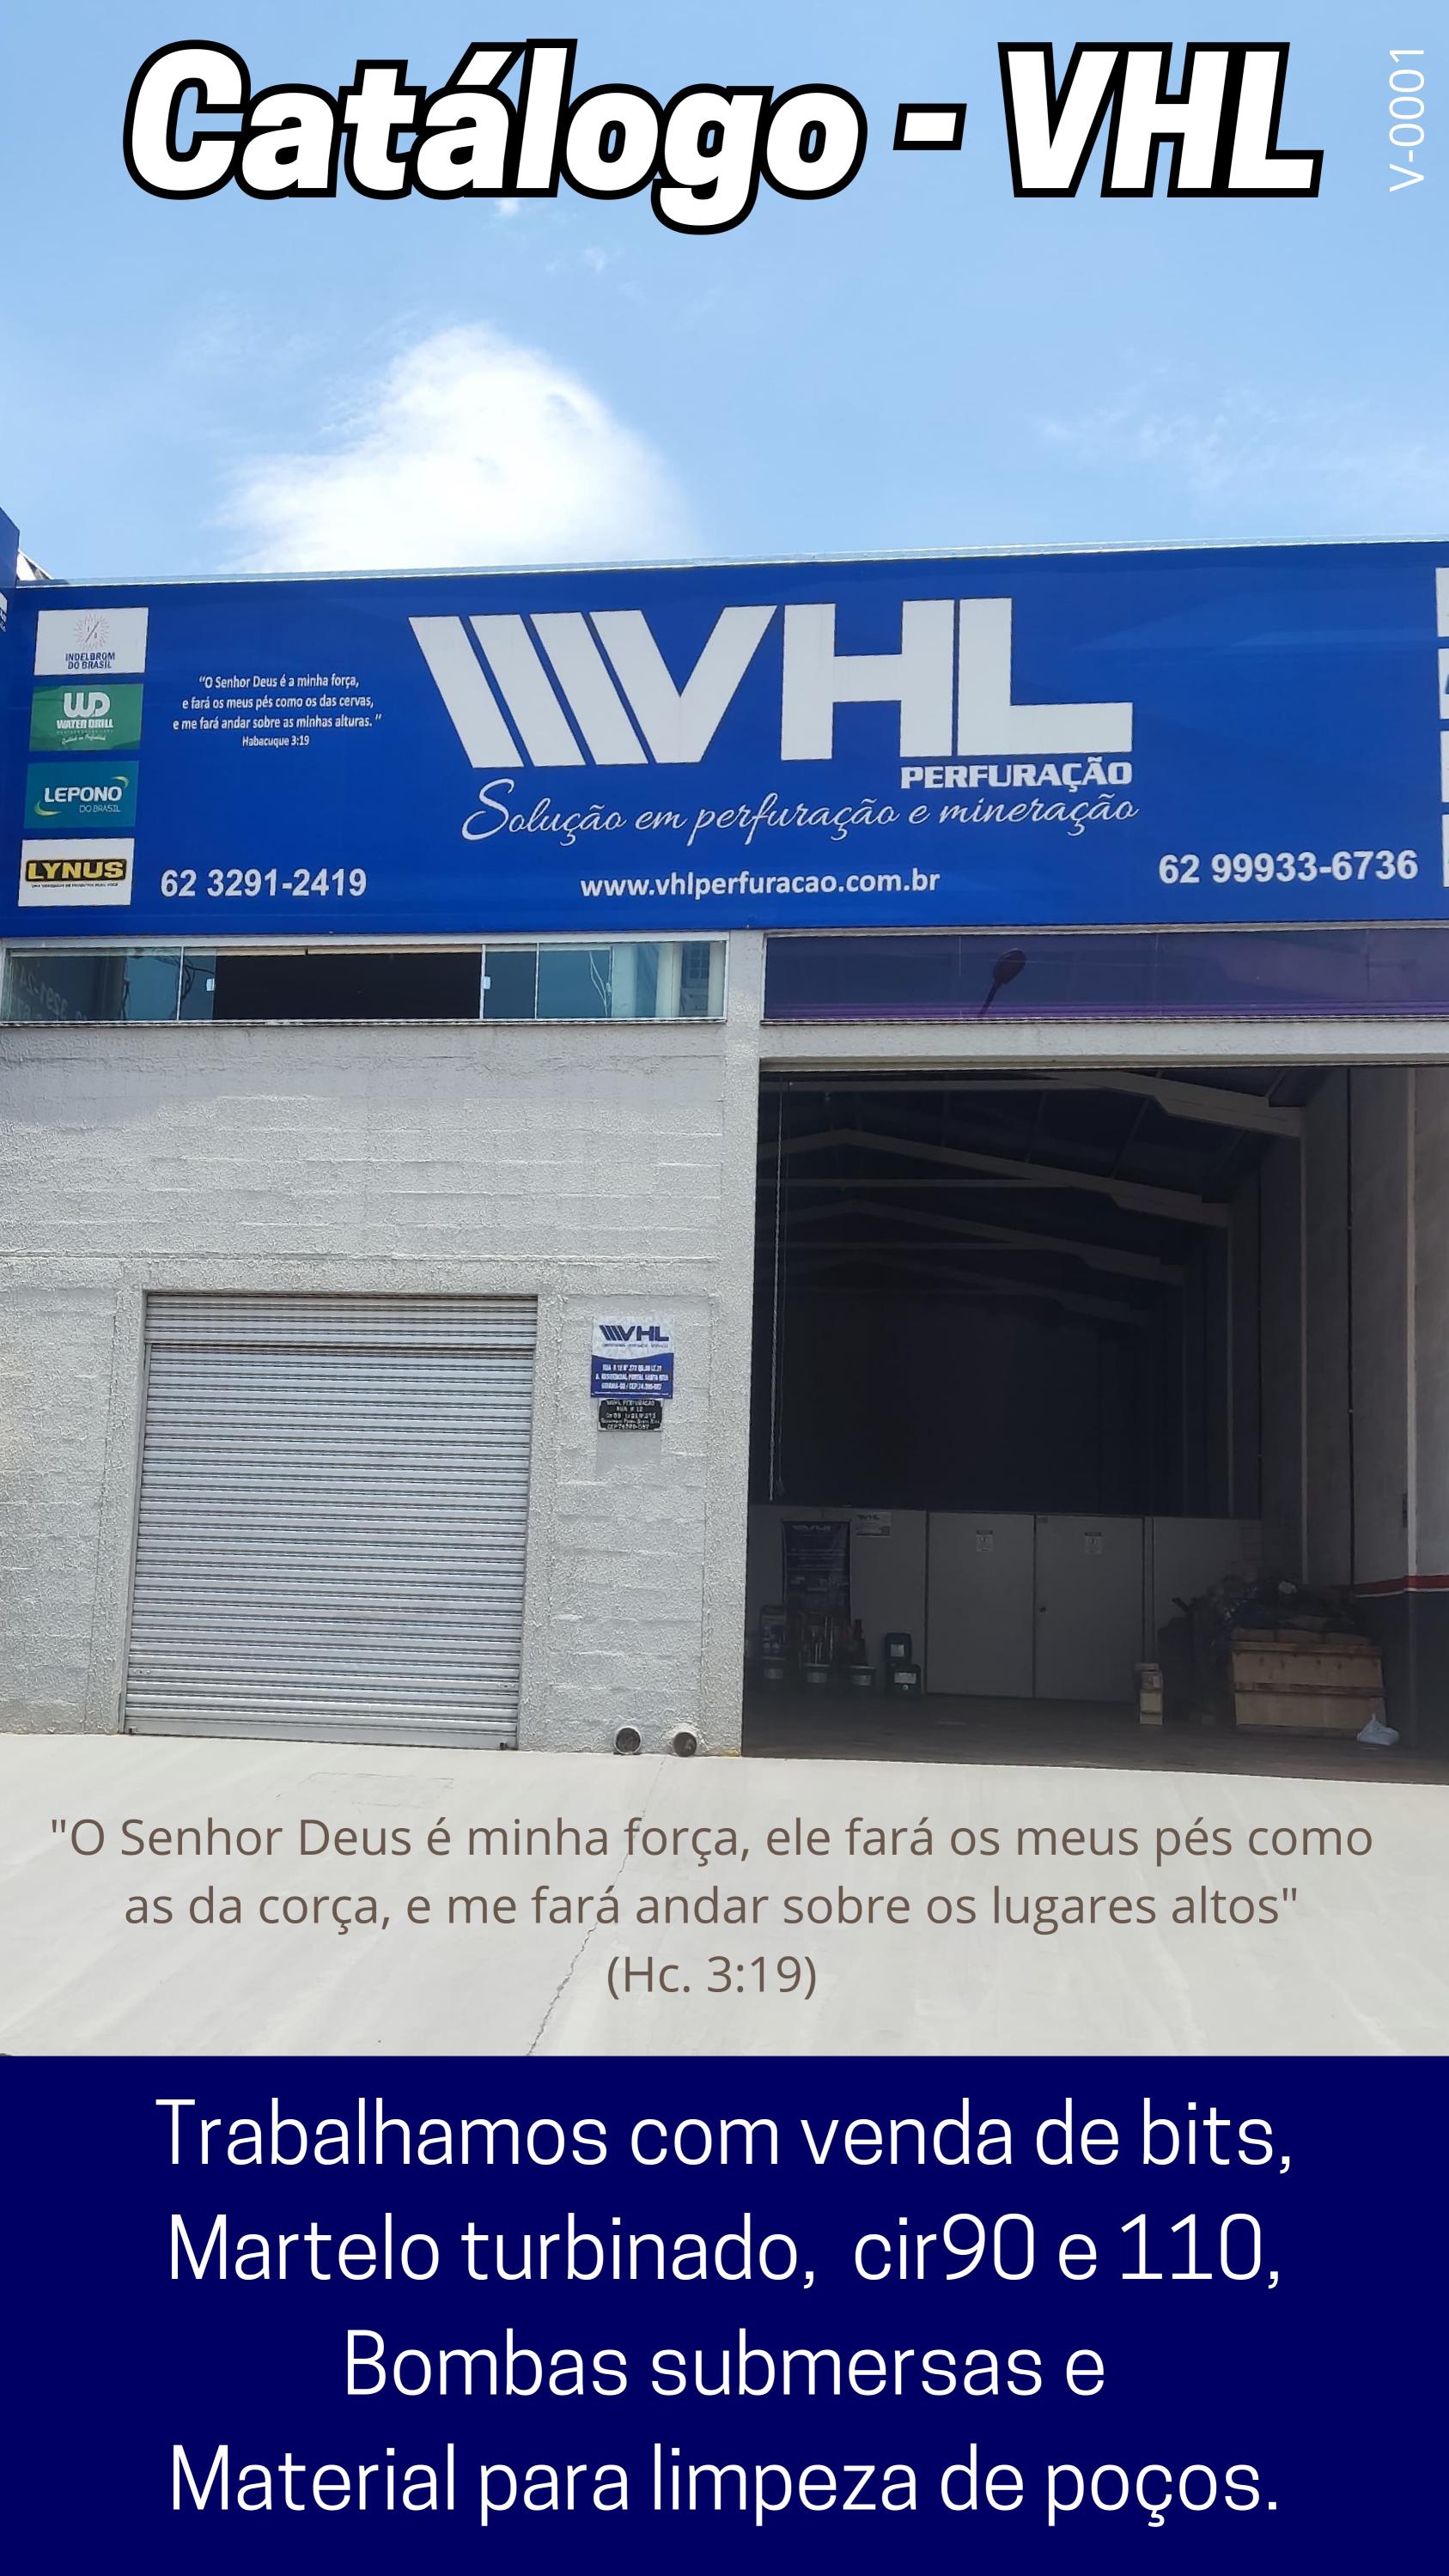 Catálogo - VHL
V-0001
INDELBROM
DO BRASIL
WD
WATER DRILL
LEPONO
DO BRASIL
LYNUS
"O Senhor Deus é a minha força,
e fará os meus pés como os das cervas,
e me fará andar sobre as minhas alturas."
Habacuque 3:19
VHL
PERFURAÇÃO
Solução em perfuração e mineração
62 3291-2419
www.vhlperfuracao.com.br
62 99933-6736
VHL
"O Senhor Deus é minha força, ele fará os meus pés como
as da corça, e me fará andar sobre os lugares altos"
(Hc. 3:19)
Trabalhamos com venda de bits,
Martelo turbinado,  cir90 e 110,
Bombas submersas e
Material para limpeza de poços.